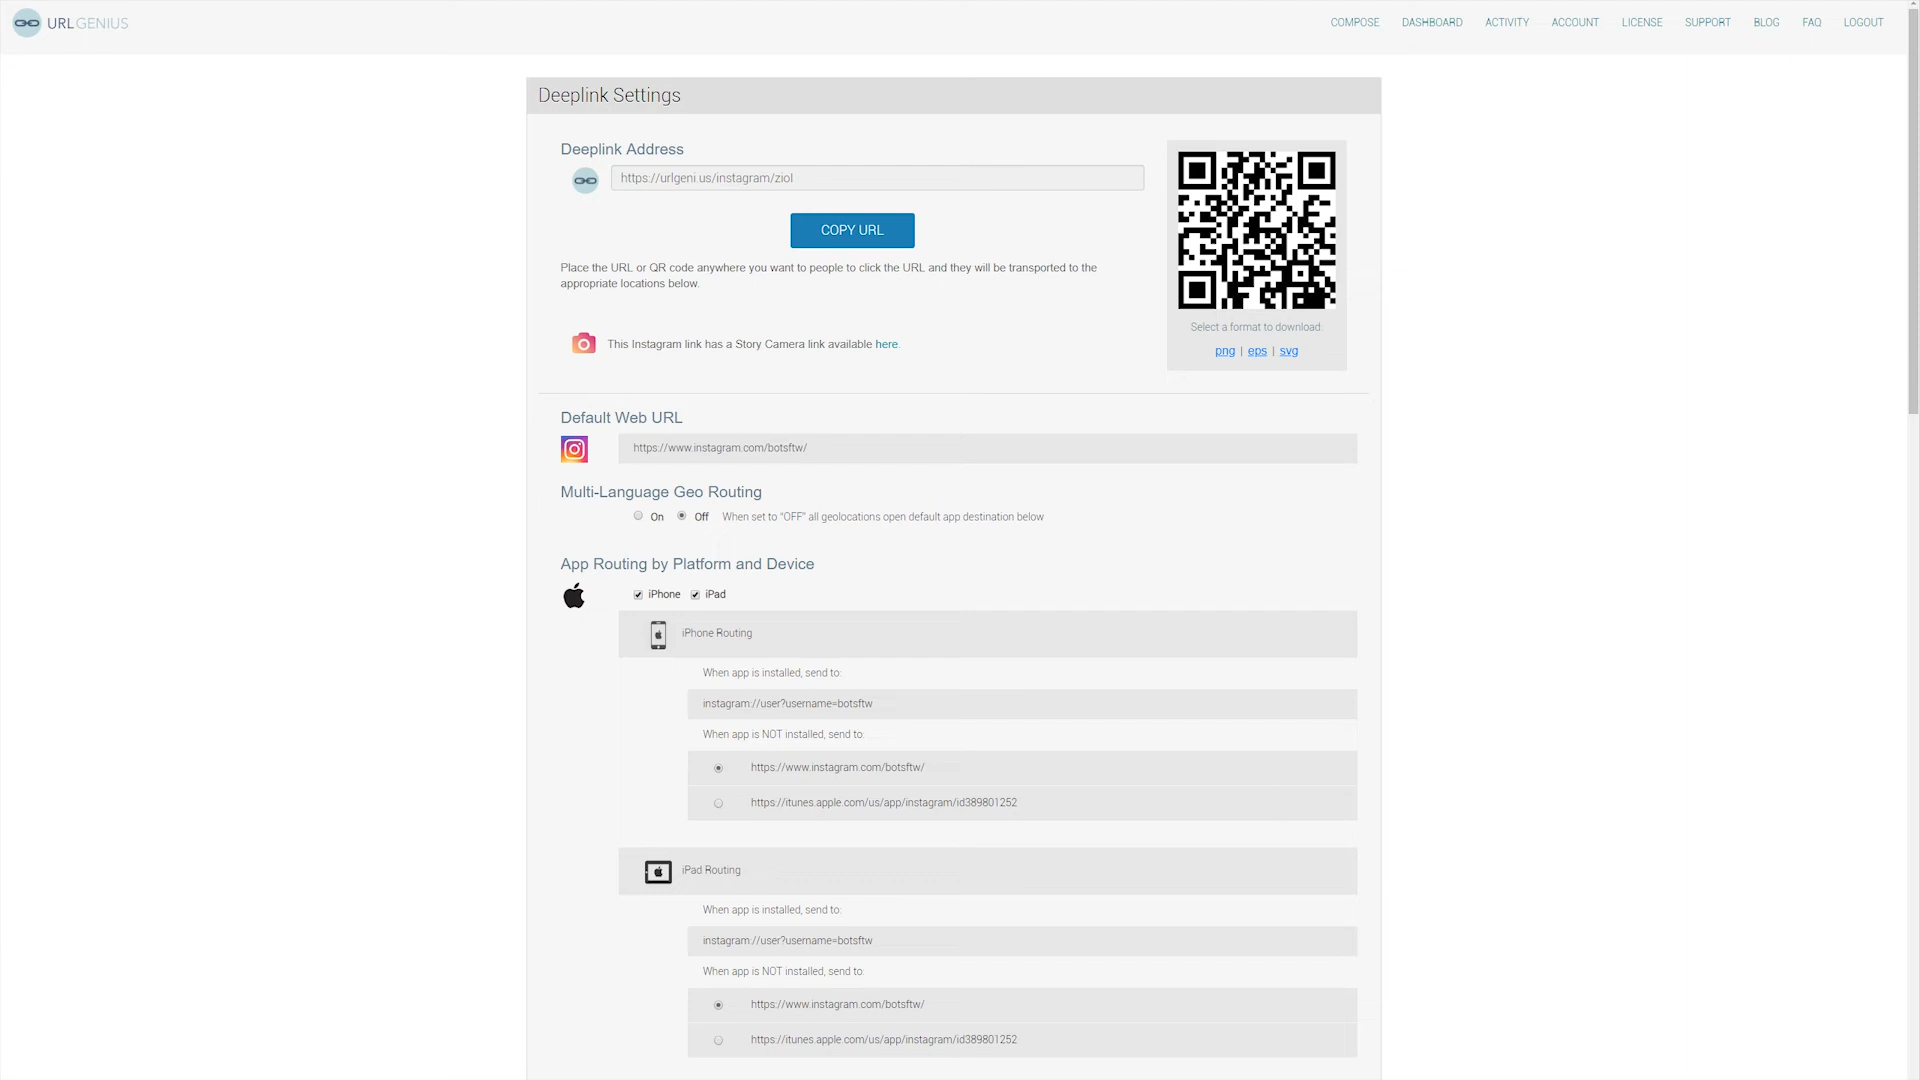 URLGENIUS
COMPOSE DASHBOARD ACTIVITY ACCOUNT LICENSE SUPPORT BLOG FAQ LOGOUT
Deeplink Settings
Deeplink Address
https://urlgeni.us/instagram/ziol
COPY URL
Place the URL or QR code anywhere you want to people to click the URL and they will be transported to the
appropriate locations below.
This Instagram link has a Story Camera link available here.
Select a format to download:
png | eps | svg
Default Web URL
https://www.instagram.com/botsftw/
Multi-Language Geo Routing
On Off When set to "OFF" all geolocations open default app destination below
App Routing by Platform and Device
iPhone iPad
iPhone Routing
When app is installed, send to:
instagram://user?username=botsftw
When app is NOT installed, send to:
https://www.instagram.com/botsftw/
https://itunes.apple.com/us/app/instagram/id389801252
iPad Routing
When app is installed, send to:
instagram://user?username=botsftw
When app is NOT installed, send to:
https://www.instagram.com/botsftw/
https://itunes.apple.com/us/app/instagram/id389801252